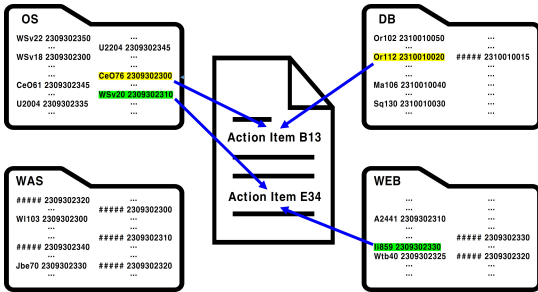 OS
WSv22 2309302350
...
WSv18 2309302300
...
CeO61 2309302345
...
U2004 2309302335
...
...
U2204 2309302345
...
CeO76 2309302300
...
WSv20 2309302310
...
DB
Or102 2310010050
...
Or112 2310010020
...
Ma106 2310010040
...
Sq130 2310010030
...
...
##### 2310010015
...
...
...
...
Action Item B13
Action Item E34
WAS
##### 2309302320
...
Wl103 2309302300
...
##### 2309302340
...
Jbe70 2309302330
...
...
##### 2309302300
...
##### 2309302310
...
##### 2309302320
...
WEB
...
A2441 2309302310
...
Ii859 2309302330
Wtb40 2309302325
...
...
...
##### 2309302330
...
##### 2309302320
...